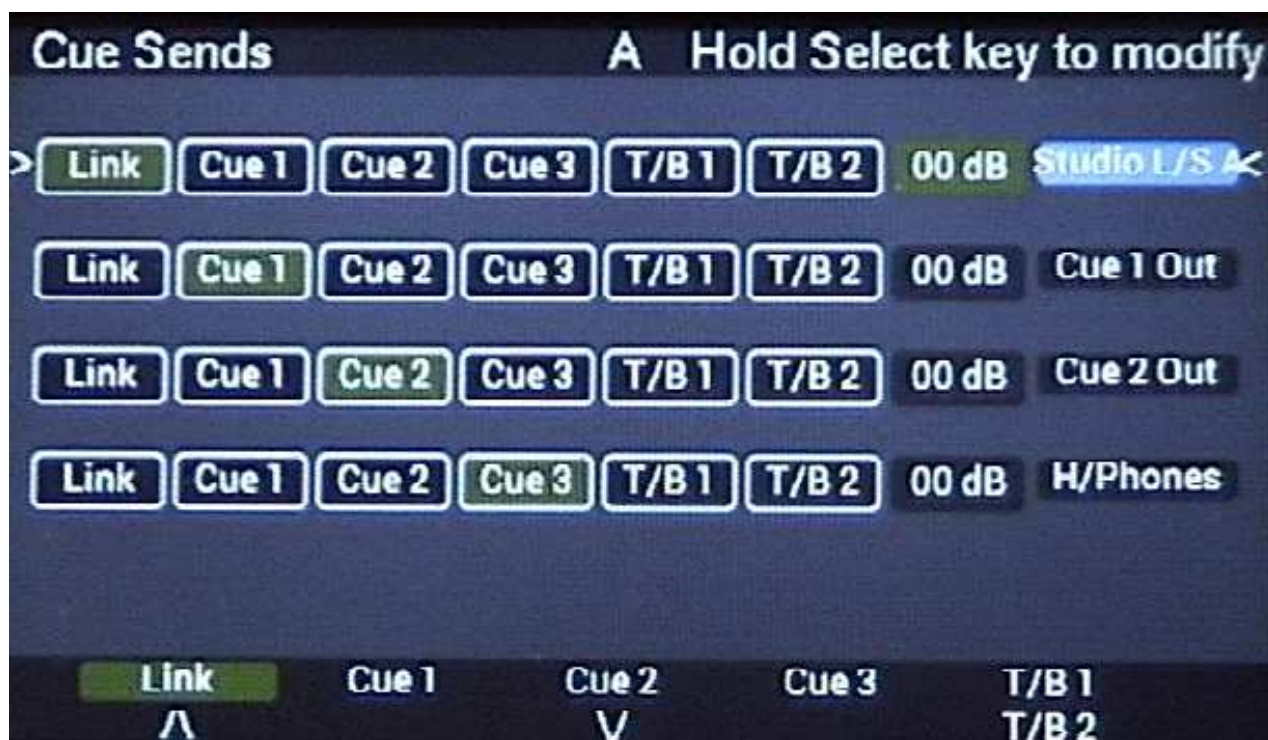 Cue Sends A Hold Select key to modify
> Link Cue 1 Cue 2 Cue 3 T/B 1 T/B 2 00 dB Studio L/S A <
Link Cue 1 Cue 2 Cue 3 T/B 1 T/B 2 00 dB Cue 1 Out
Link Cue 1 Cue 2 Cue 3 T/B 1 T/B 2 00 dB Cue 2 Out
Link Cue 1 Cue 2 Cue 3 T/B 1 T/B 2 00 dB H/Phones
Link Cue 1 Cue 2 Cue 3 T/B 1
/\ \/ T/B 2